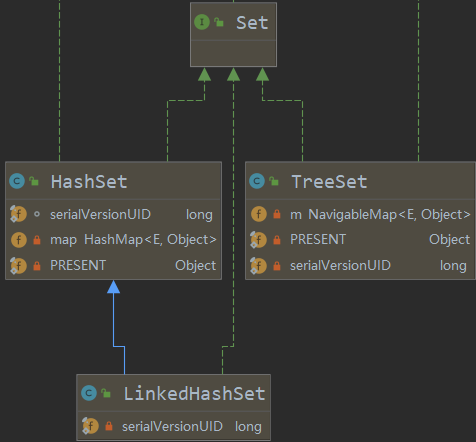 I Set
C HashSet
f serialVersionUID long
f map HashMap<E, Object>
f PRESENT Object
C TreeSet
f m NavigableMap<E, Object>
f PRESENT Object
f serialVersionUID long
C LinkedHashSet
f serialVersionUID long